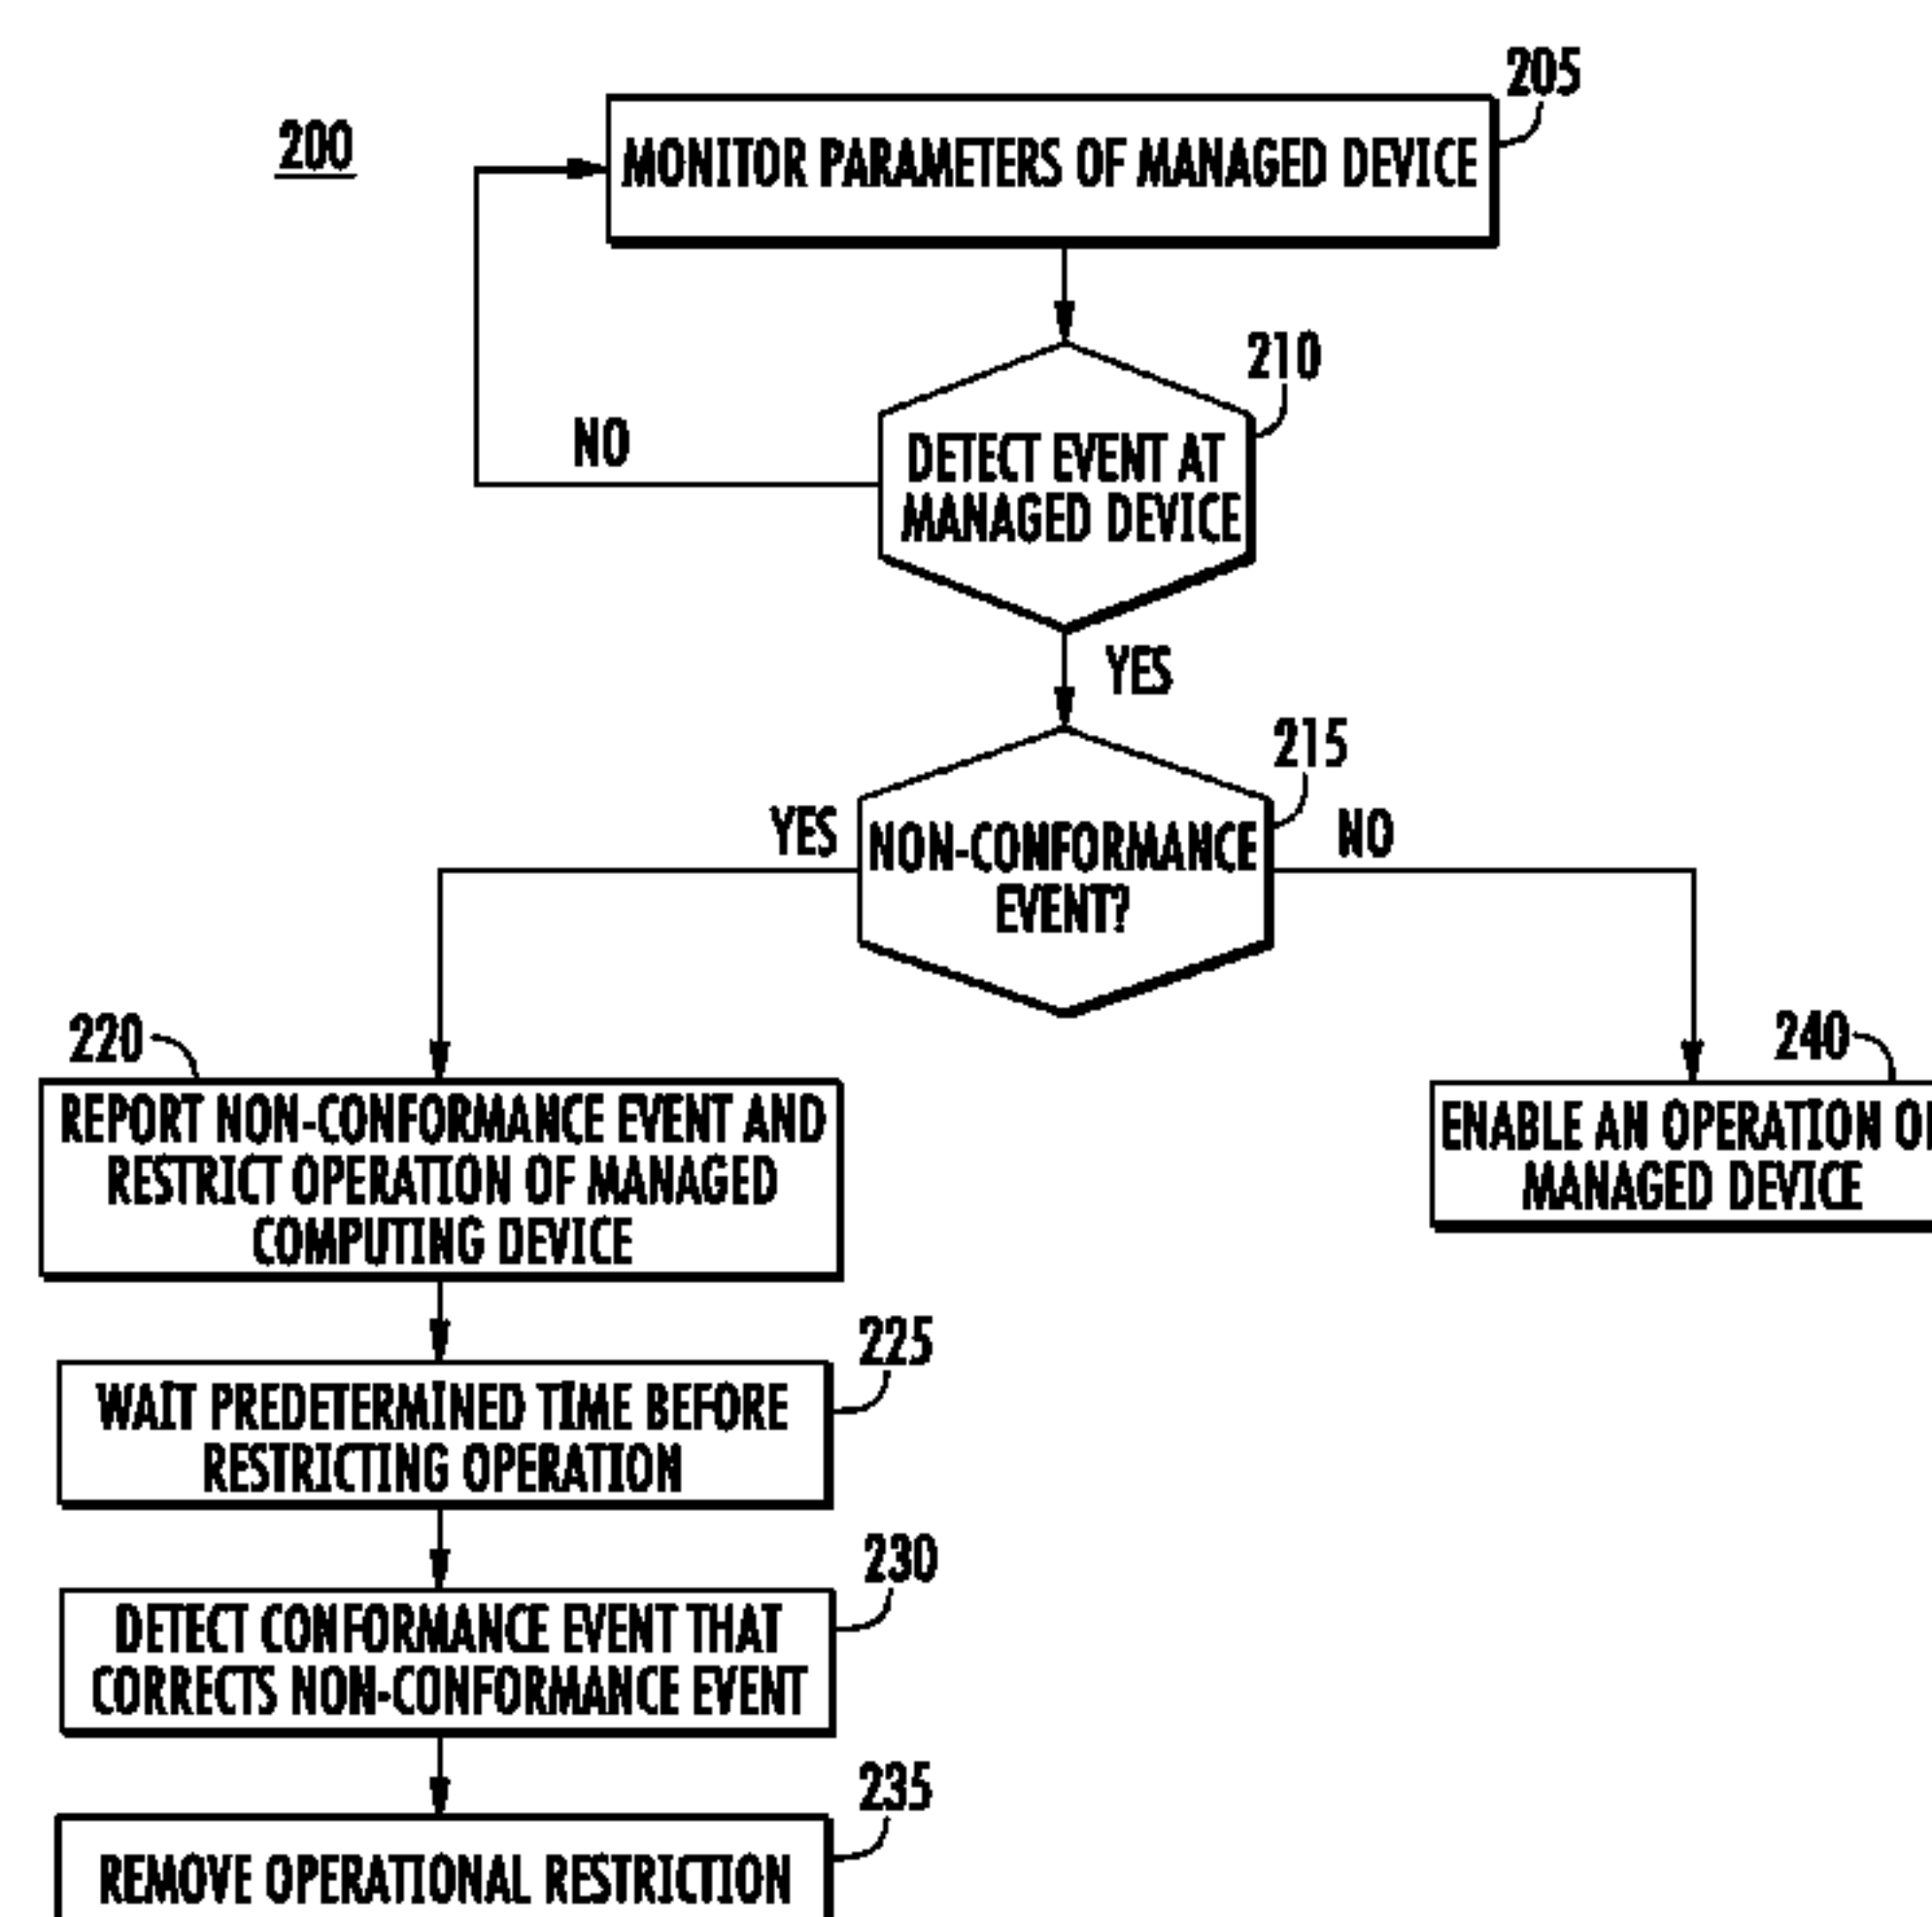 200
205
MONITOR PARAMETERS OF MANAGED DEVICE
210
DETECT EVENT AT
MANAGED DEVICE
NO
YES
215
NON-CONFORMANCE
EVENT?
YES
NO
220
REPORT NON-CONFORMANCE EVENT AND
RESTRICT OPERATION OF MANAGED
COMPUTING DEVICE
240
ENABLE AN OPERATION
MANAGED DEVICE
225
WAIT PREDETERMINED TIME BEFORE
RESTRICTING OPERATION
230
DETECT CONFORMANCE EVENT THAT
CORRECTS NON-CONFORMANCE EVENT
235
REMOVE OPERATIONAL RESTRICTION